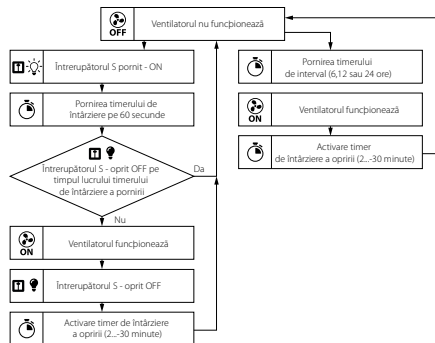 OFF
Ventilatorul nu funcþionează
Întrerupătorul S pornit - ON
Pornirea timerului de
întârziere pe 60 secunde
Întrerupătorul S - oprit OFF pe
timpul lucrului timerului
de întârziere a pornirii
Da
Nu
ON
Ventilatorul funcþionează
Întrerupătorul S - oprit OFF
Activare timer de întârziere
a opririi (2...-30 minute)
Pornirea timerului
de interval (6,12 sau 24 ore)
ON
Ventilatorul funcþionează
Activare timer
de întârziere a opririi (2...-30 minute)